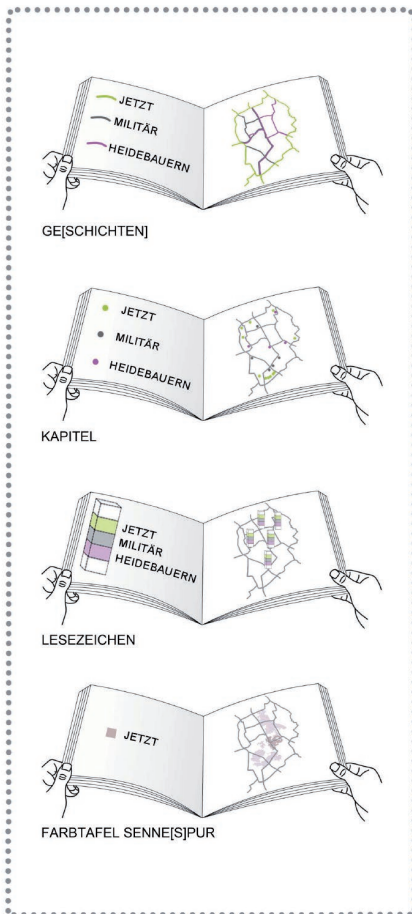 JETZT
MILITÄR
HEIDEBAUERN
GE[SCHICHTEN]
JETZT
MILITÄR
HEIDEBAUERN
KAPITEL
JETZT
MILITÄR
HEIDEBAUERN
LESEZEICHEN
JETZT
FARBTAFEL SENNE[S]PUR